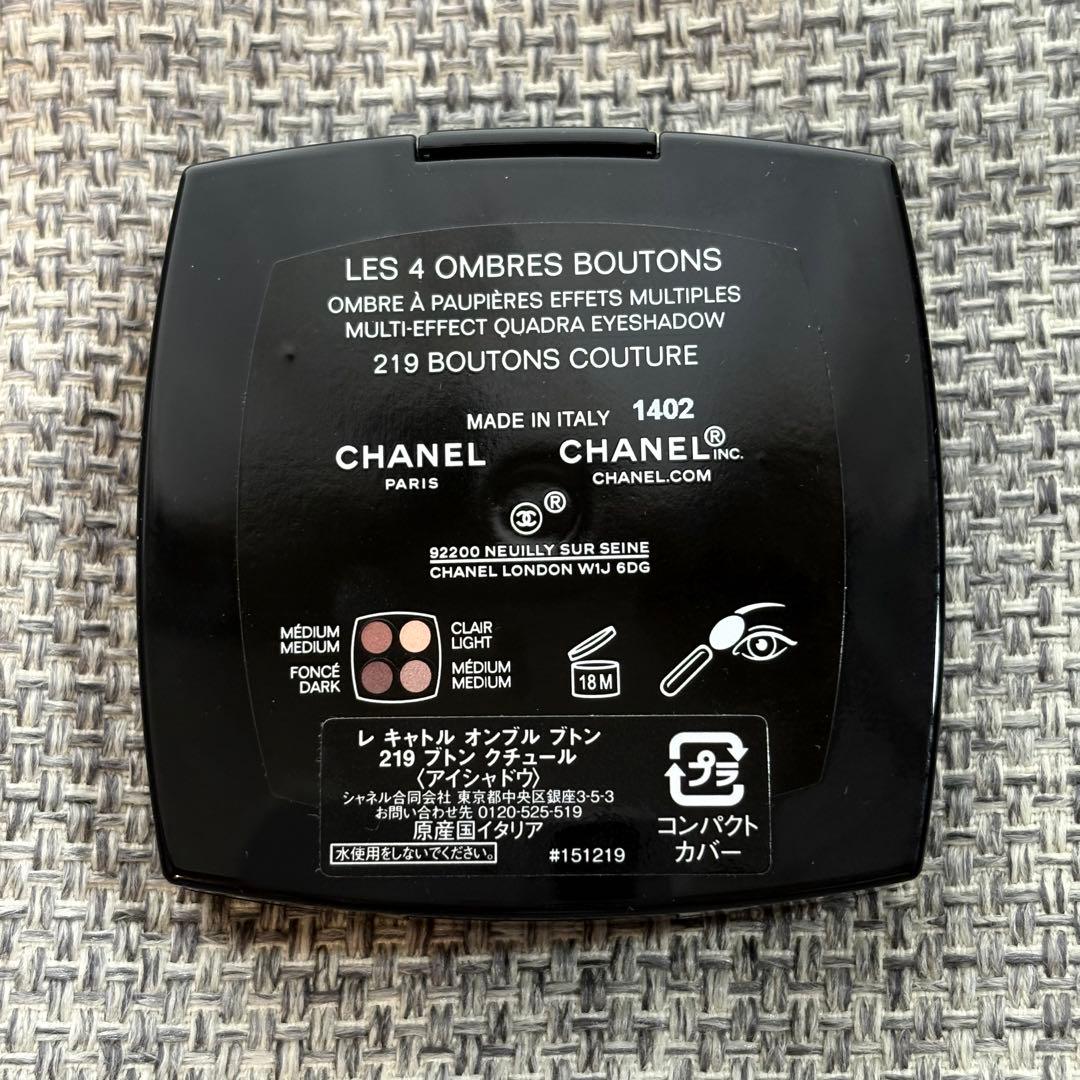 LES 4 OMBRES BOUTONS
OMBRE À PAUPIÈRES EFFETS MULTIPLES
MULTI-EFFECT QUADRA EYESHADOW
219 BOUTONS COUTURE
MADE IN ITALY 1402
CHANEL CHANEL® INC.
PARIS CHANEL.COM
®
92200 NEUILLY SUR SEINE
CHANEL LONDON W1J 6DG
MÉDIUM CLAIR
MEDIUM LIGHT
FONCÉ MÉDIUM
DARK MEDIUM
18M
レ キャトル オンブル ブトン
219 ブトン クチュール
〈アイシャドウ〉
シャネル合同会社 東京都中央区銀座3-5-3
お問い合わせ先 0120-525-519
原産国イタリア
水使用をしないでください。 #151219
プラ
コンパクト
カバー